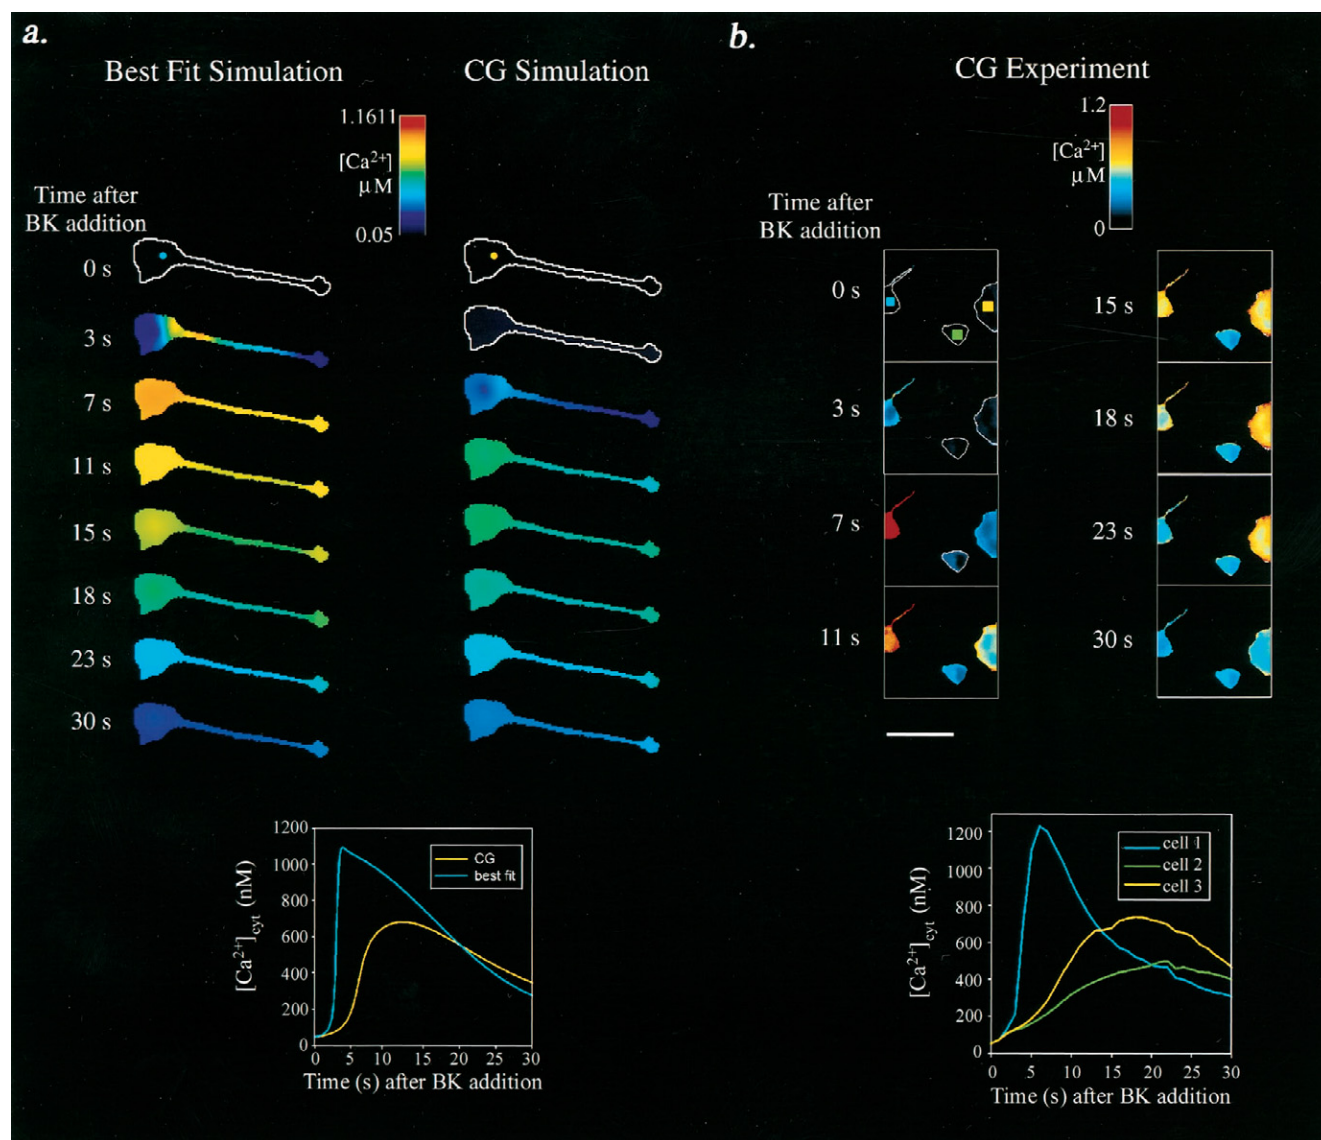 a.
Best Fit Simulation
CG Simulation
1.1611
[Ca²⁺]
μM
0.05
Time after
BK addition
0 s
3 s
7 s
11 s
15 s
18 s
23 s
30 s
1200
1000
800
600
400
200
0
[Ca²⁺]cyt (nM)
CG
best fit
0 5 10 15 20 25 30
Time (s) after BK addition
b.
CG Experiment
1.2
[Ca²⁺]
μM
0
Time after
BK addition
0 s
3 s
7 s
11 s
15 s
18 s
23 s
30 s
1200
1000
800
600
400
200
0
[Ca²⁺]cyt (nM)
cell 1
cell 2
cell 3
0 5 10 15 20 25 30
Time (s) after BK addition